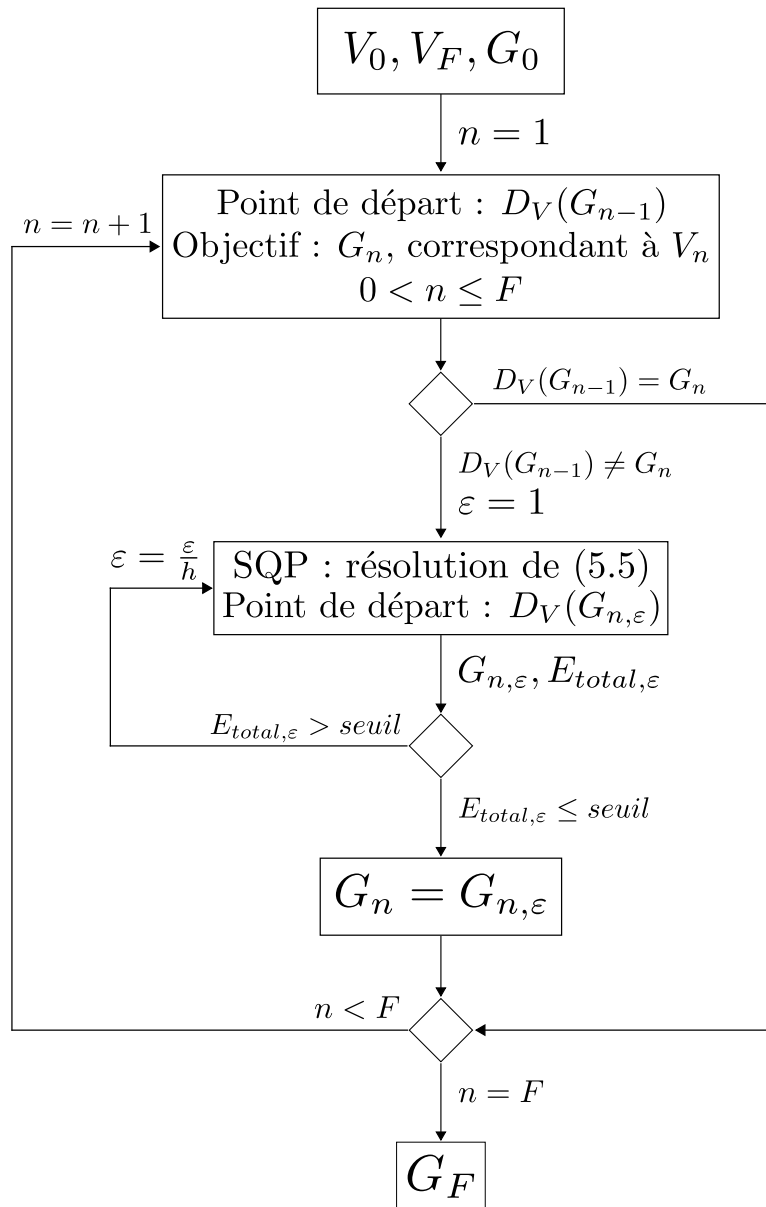 V_0, V_F, G_0
n = 1
n = n + 1
Point de départ : D_V(G_{n−1})
Objectif : G_n, correspondant à V_n
0 < n ≤ F
D_V(G_{n−1}) = G_n
D_V(G_{n−1}) ≠ G_n
ε = 1
ε = \frac{ε}{h}
SQP : résolution de (5.5)
Point de départ : D_V(G_{n,ε})
G_{n,ε}, E_{total,ε}
E_{total,ε} > seuil
E_{total,ε} ≤ seuil
G_n = G_{n,ε}
n < F
n = F
G_F